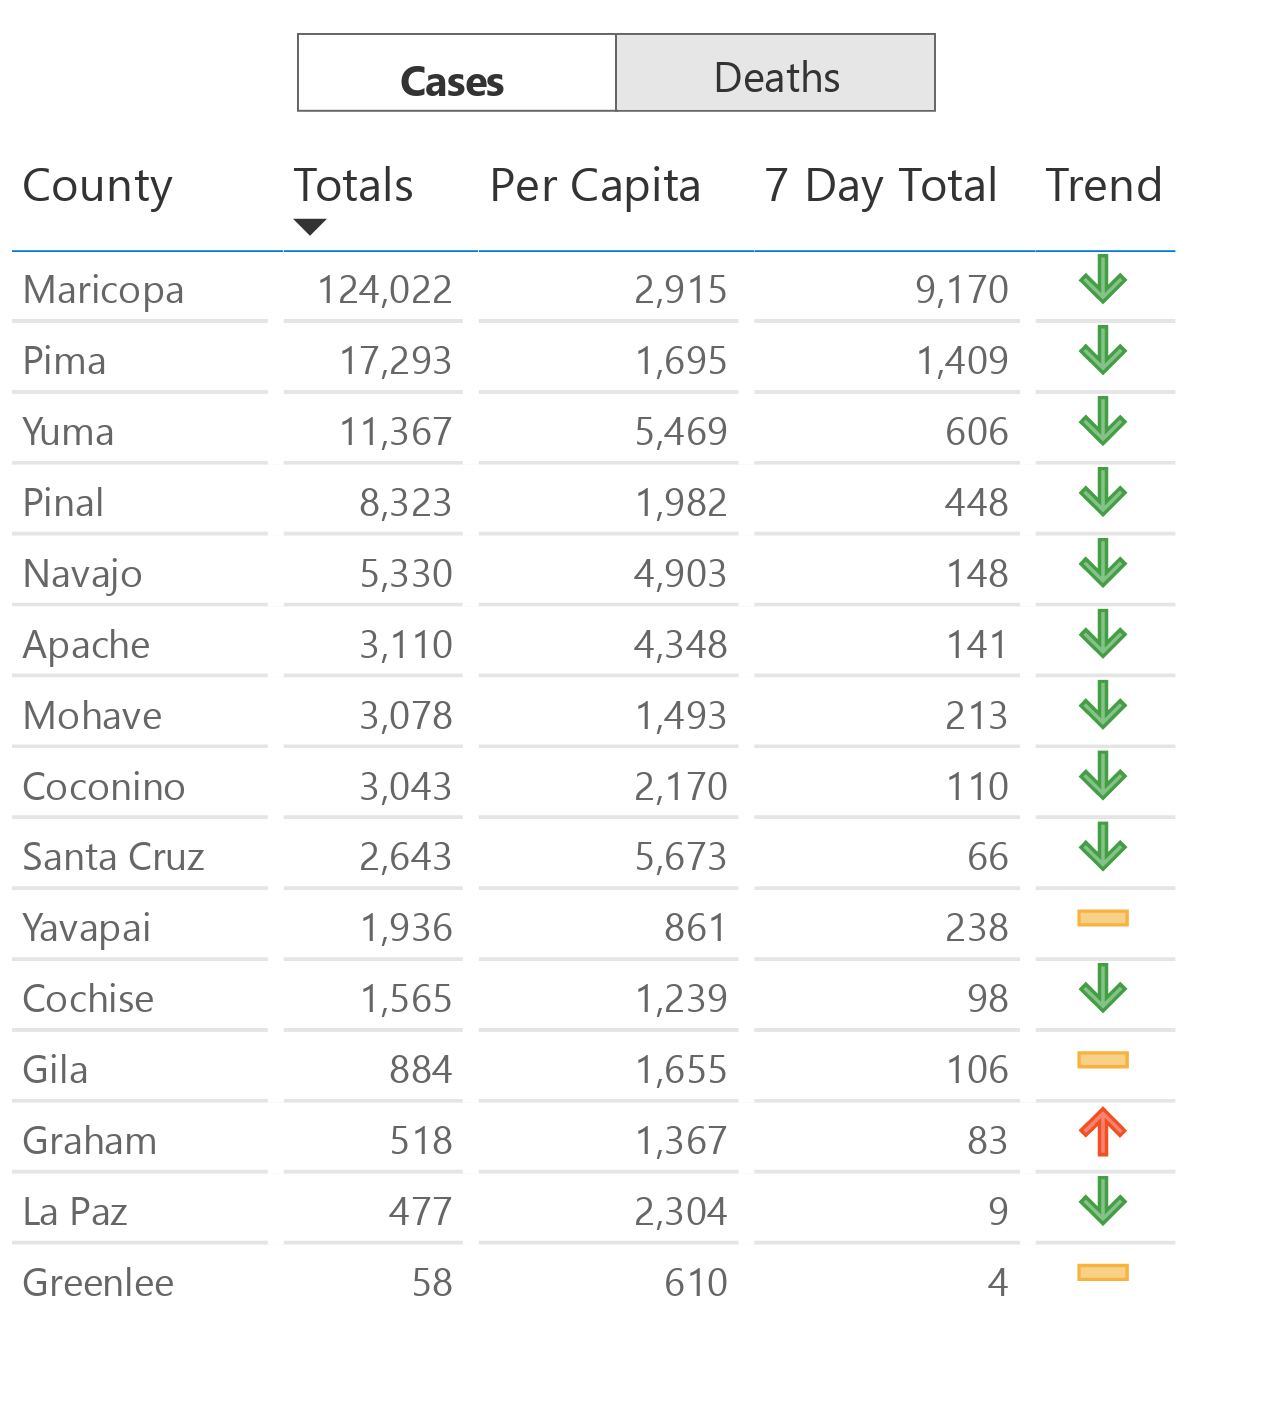 Cases Deaths
County Totals Per Capita 7 Day Total Trend
Maricopa 124,022 2,915 9,170
Pima 17,293 1,695 1,409
Yuma 11,367 5,469 606
Pinal 8,323 1,982 448
Navajo 5,330 4,903 148
Apache 3,110 4,348 141
Mohave 3,078 1,493 213
Coconino 3,043 2,170 110
Santa Cruz 2,643 5,673 66
Yavapai 1,936 861 238
Cochise 1,565 1,239 98
Gila 884 1,655 106
Graham 518 1,367 83
La Paz 477 2,304 9
Greenlee 58 610 4